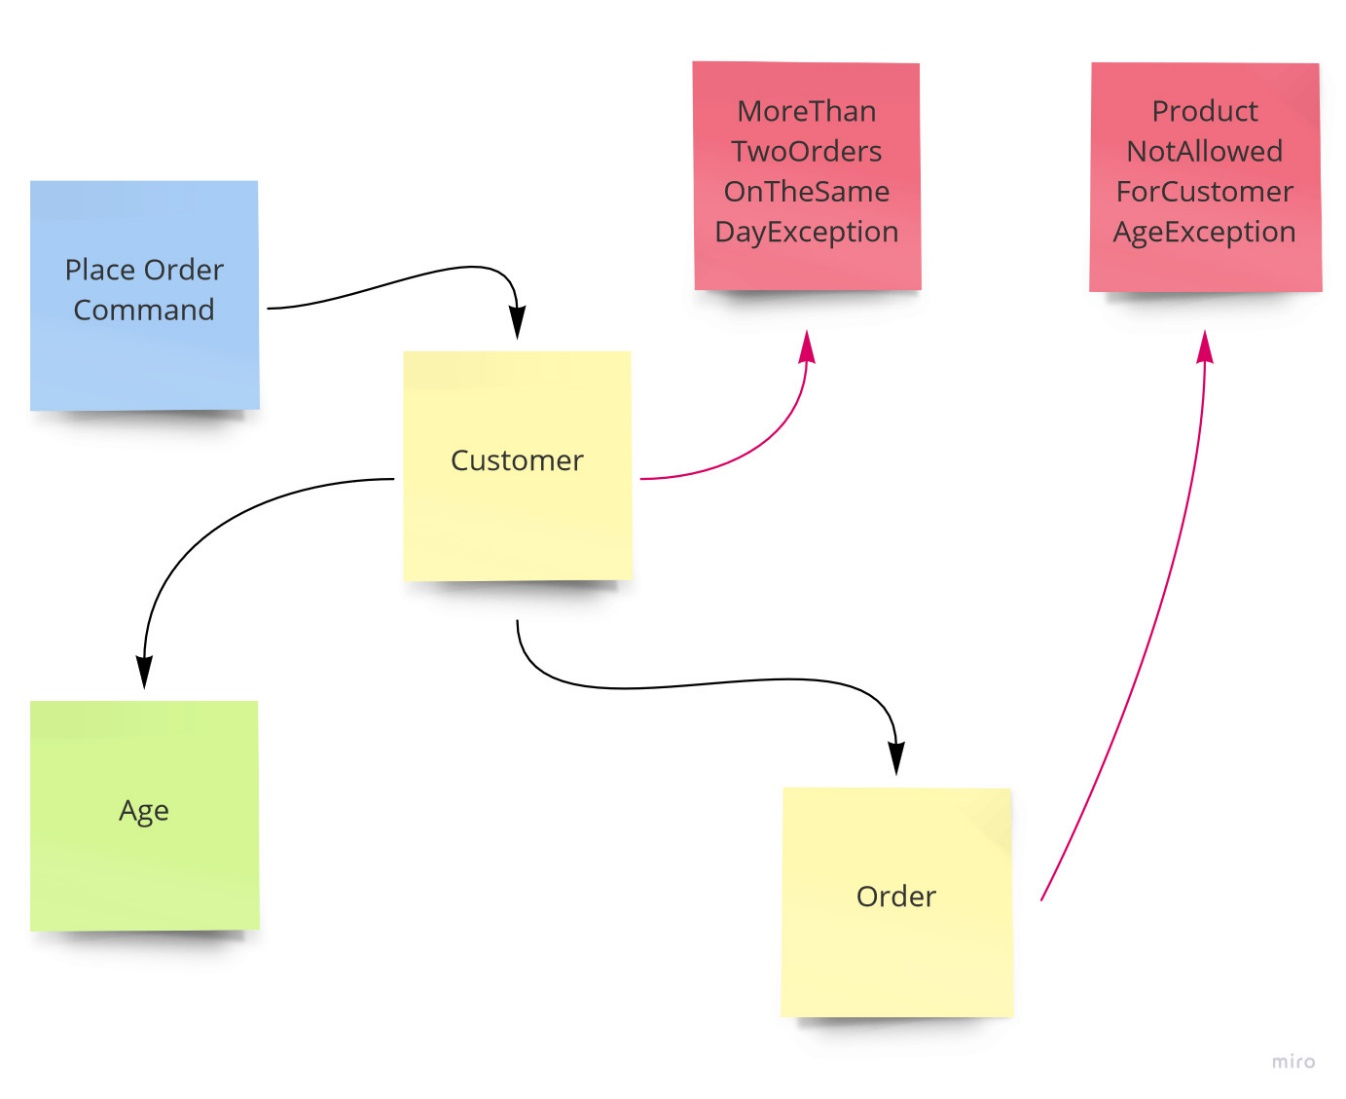 MoreThan
TwoOrders
OnTheSame
DayException
Product
NotAllowed
ForCustomer
AgeException
Place Order
Command
Customer
Age
Order
miro